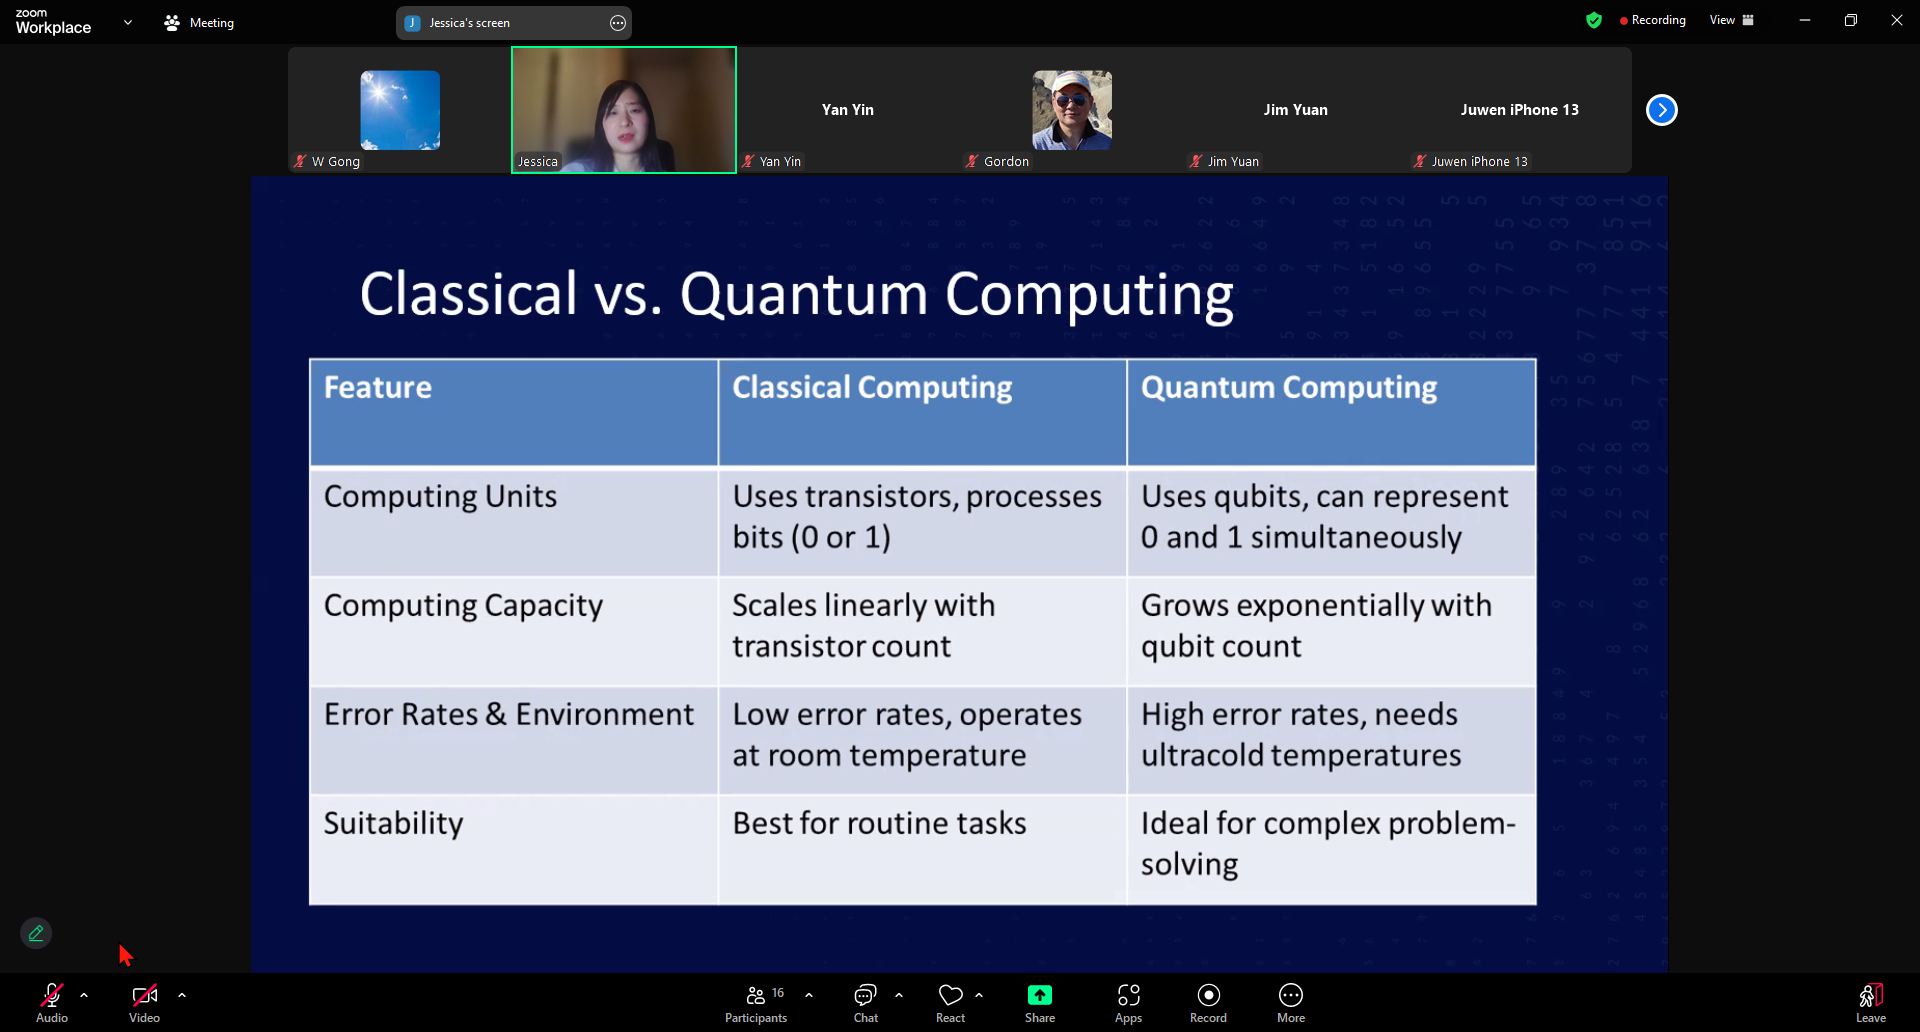 zoom
Workplace
Meeting
J Jessica's screen
Recording
View
W Gong
Jessica
Yan Yin
Yan Yin
Gordon
Jim Yuan
Jim Yuan
Juwen iPhone 13
Juwen iPhone 13
Classical vs. Quantum Computing
Feature
Classical Computing
Quantum Computing
Computing Units
Uses transistors, processes
bits (0 or 1)
Uses qubits, can represent
0 and 1 simultaneously
Computing Capacity
Scales linearly with
transistor count
Grows exponentially with
qubit count
Error Rates & Environment
Low error rates, operates
at room temperature
High error rates, needs
ultracold temperatures
Suitability
Best for routine tasks
Ideal for complex problem-
solving
Audio
Video
16
Participants
Chat
React
Share
Apps
Record
More
Leave